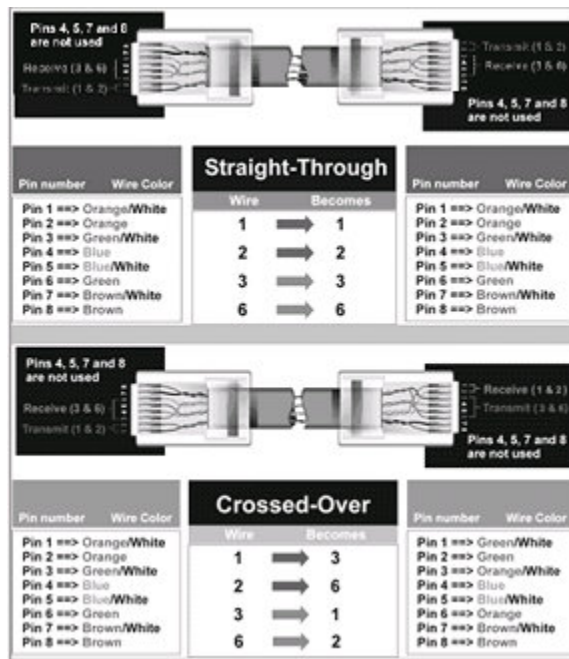 Pins 4, 5, 7 and 8
are not used
Receive (3 & 6)
Transmit (1 & 2)
Transmit (1 & 2)
Receive (3 & 6)
Pins 4, 5, 7 and 8
are not used
Pin number Wire Color
Pin 1 ==> Orange/White
Pin 2 ==> Orange
Pin 3 ==> Green/White
Pin 4 ==> Blue
Pin 5 ==> Blue/White
Pin 6 ==> Green
Pin 7 ==> Brown/White
Pin 8 ==> Brown
Straight-Through
Wire Becomes
1 1
2 2
3 3
6 6
Pin number Wire Color
Pin 1 ==> Orange/White
Pin 2 ==> Orange
Pin 3 ==> Green/White
Pin 4 ==> Blue
Pin 5 ==> Blue/White
Pin 6 ==> Green
Pin 7 ==> Brown/White
Pin 8 ==> Brown
Pins 4, 5, 7 and 8
are not used
Receive (3 & 6)
Transmit (1 & 2)
Receive (1 & 2)
Transmit (3 & 6)
Pins 4, 5, 7 and 8
are not used
Pin number Wire Color
Pin 1 ==> Orange/White
Pin 2 ==> Orange
Pin 3 ==> Green/White
Pin 4 ==> Blue
Pin 5 ==> Blue/White
Pin 6 ==> Green
Pin 7 ==> Brown/White
Pin 8 ==> Brown
Crossed-Over
Wire Becomes
1 3
2 6
3 1
6 2
Pin number Wire Color
Pin 1 ==> Green/White
Pin 2 ==> Green
Pin 3 ==> Orange/White
Pin 4 ==> Blue
Pin 5 ==> Blue/White
Pin 6 ==> Orange
Pin 7 ==> Brown/White
Pin 8 ==> Brown